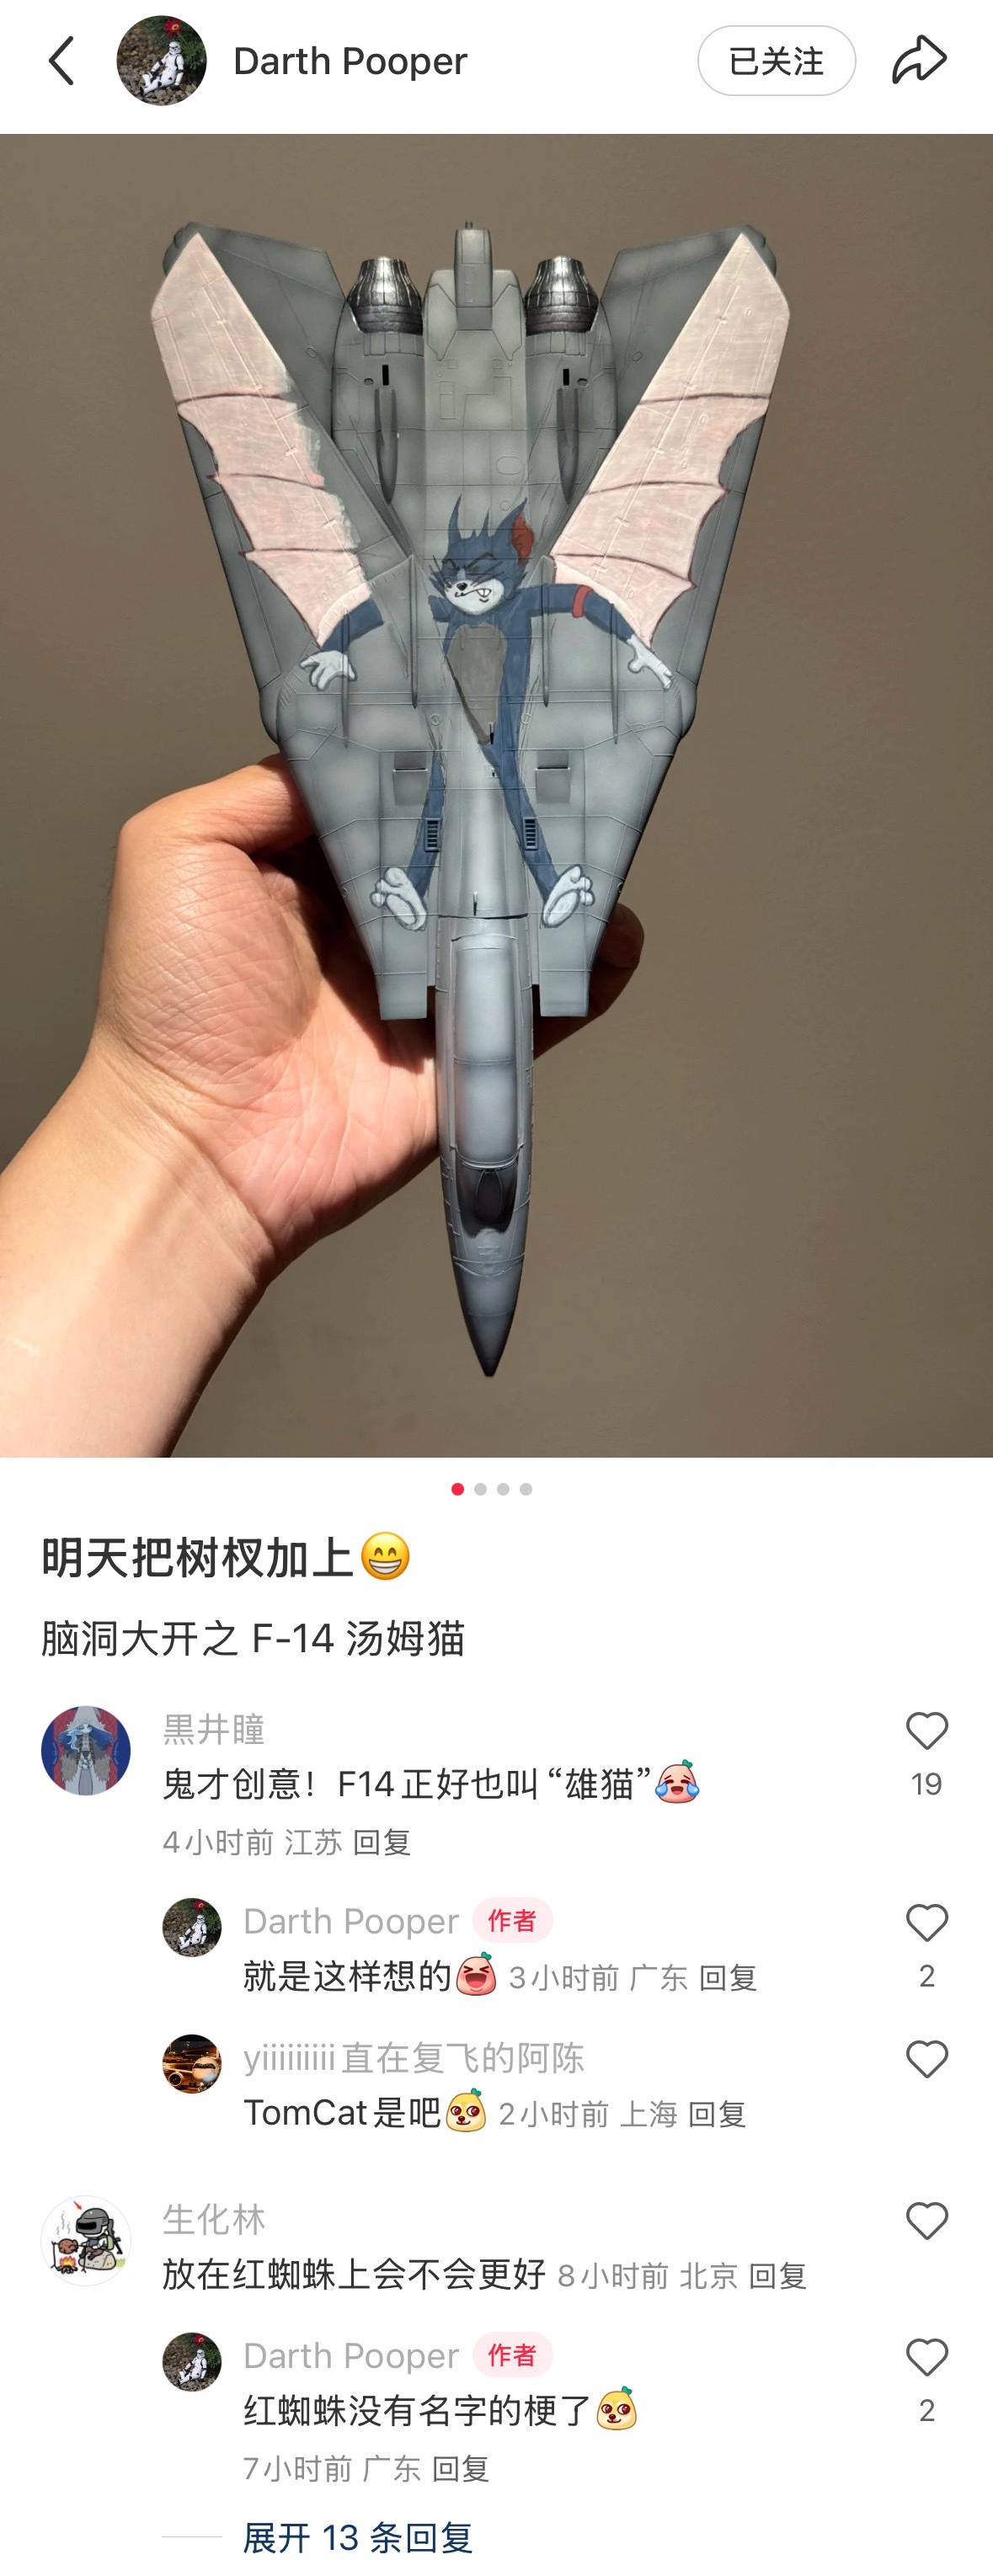 Darth Pooper
已关注
明天把树杈加上😁
脑洞大开之 F-14 汤姆猫
黒井瞳
鬼才创意！F14正好也叫“雄猫”
19
4小时前 江苏 回复
Darth Pooper 作者
就是这样想的 3小时前 广东 回复
2
yiiiiiiiii直在复飞的阿陈
TomCat是吧 2小时前 上海 回复
生化林
放在红蜘蛛上会不会更好 8小时前 北京 回复
Darth Pooper 作者
红蜘蛛没有名字的梗了
2
7小时前 广东 回复
展开 13 条回复